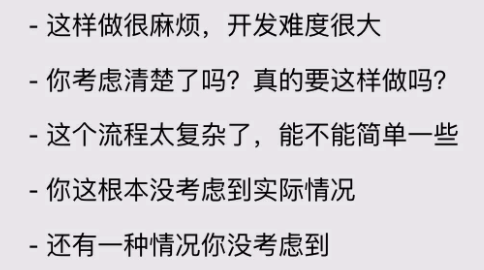 - 这样做很麻烦，开发难度很大
- 你考虑清楚了吗？真的要这样做吗？
- 这个流程太复杂了，能不能简单一些
- 你这根本没考虑到实际情况
- 还有一种情况你没考虑到